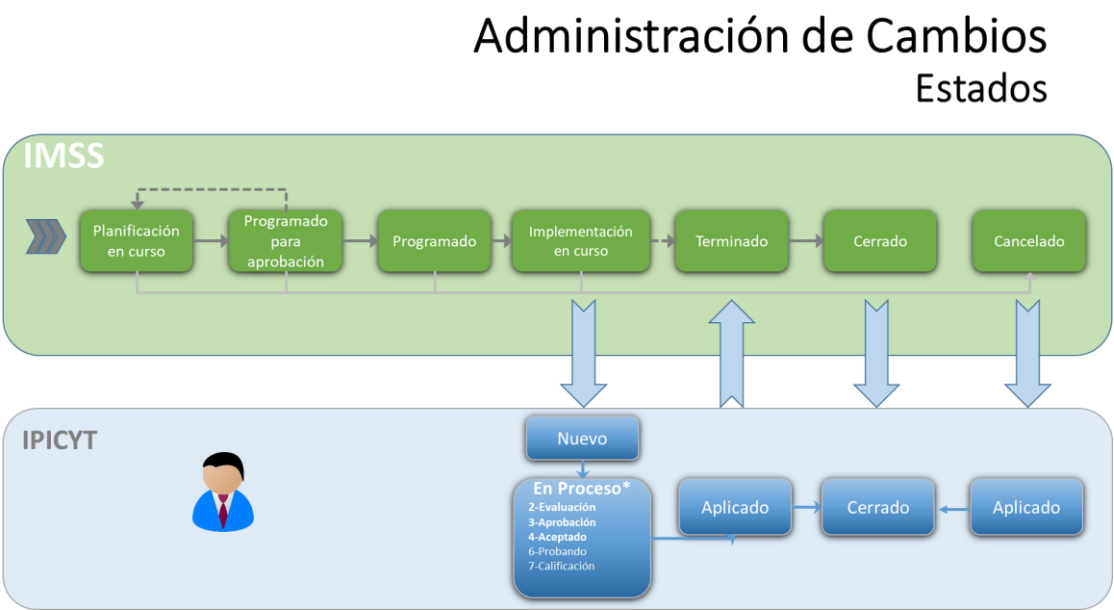 Administración de Cambios
Estados
IMSS
Planificación
en curso
Programado
para
aprobación
Programado
Implementación
en curso
Terminado
Cerrado
Cancelado
IPICYT
Nuevo
En Proceso*
2-Evaluación
3-Aprobación
4-Aceptado
6-Probando
7-Calificación
Aplicado
Cerrado
Aplicado